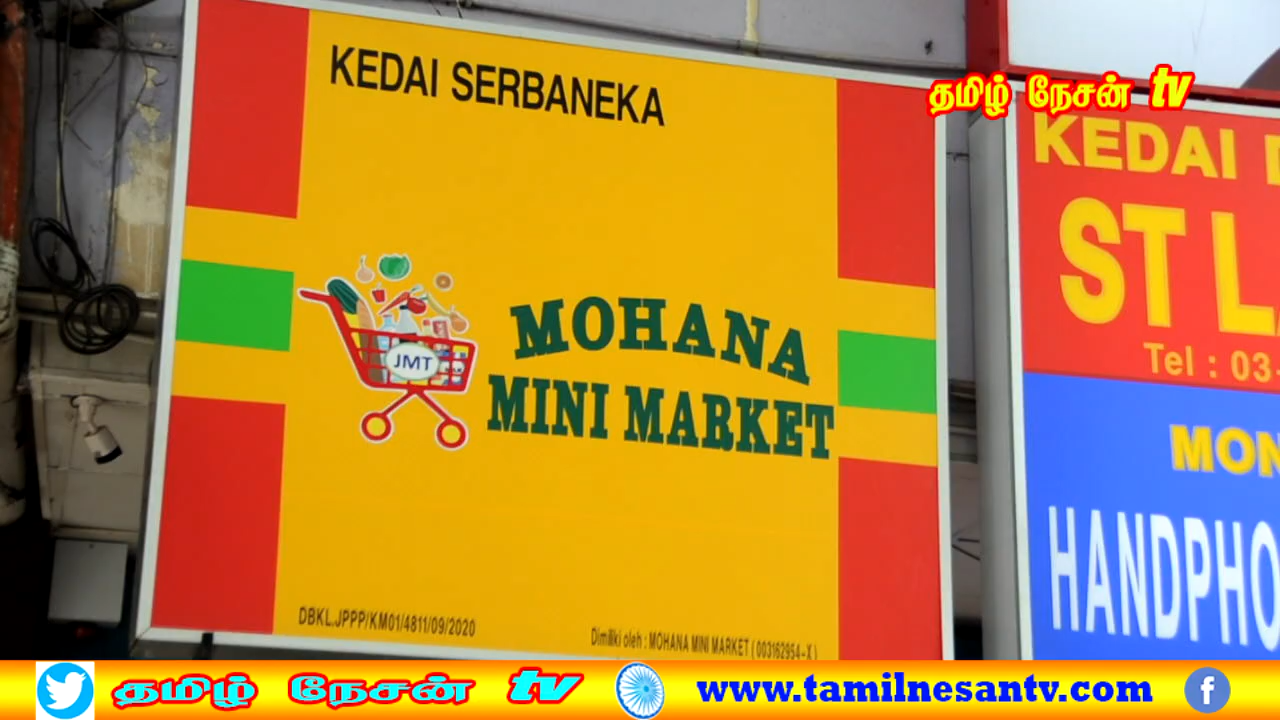 KEDAI SERBANEKA
JMT
MOHANA
MINI MARKET
DBKL.JPPP/KM01/4811/09/2020
Dimiliki oleh : MOHANA MINI MARKET ( 003162954-X )
தமிழ் நேசன் tv
KEDAI
ST L
Tel : 03-
MON
HANDPHO
தமிழ் நேசன் tv
www.tamilnesantv.com
f